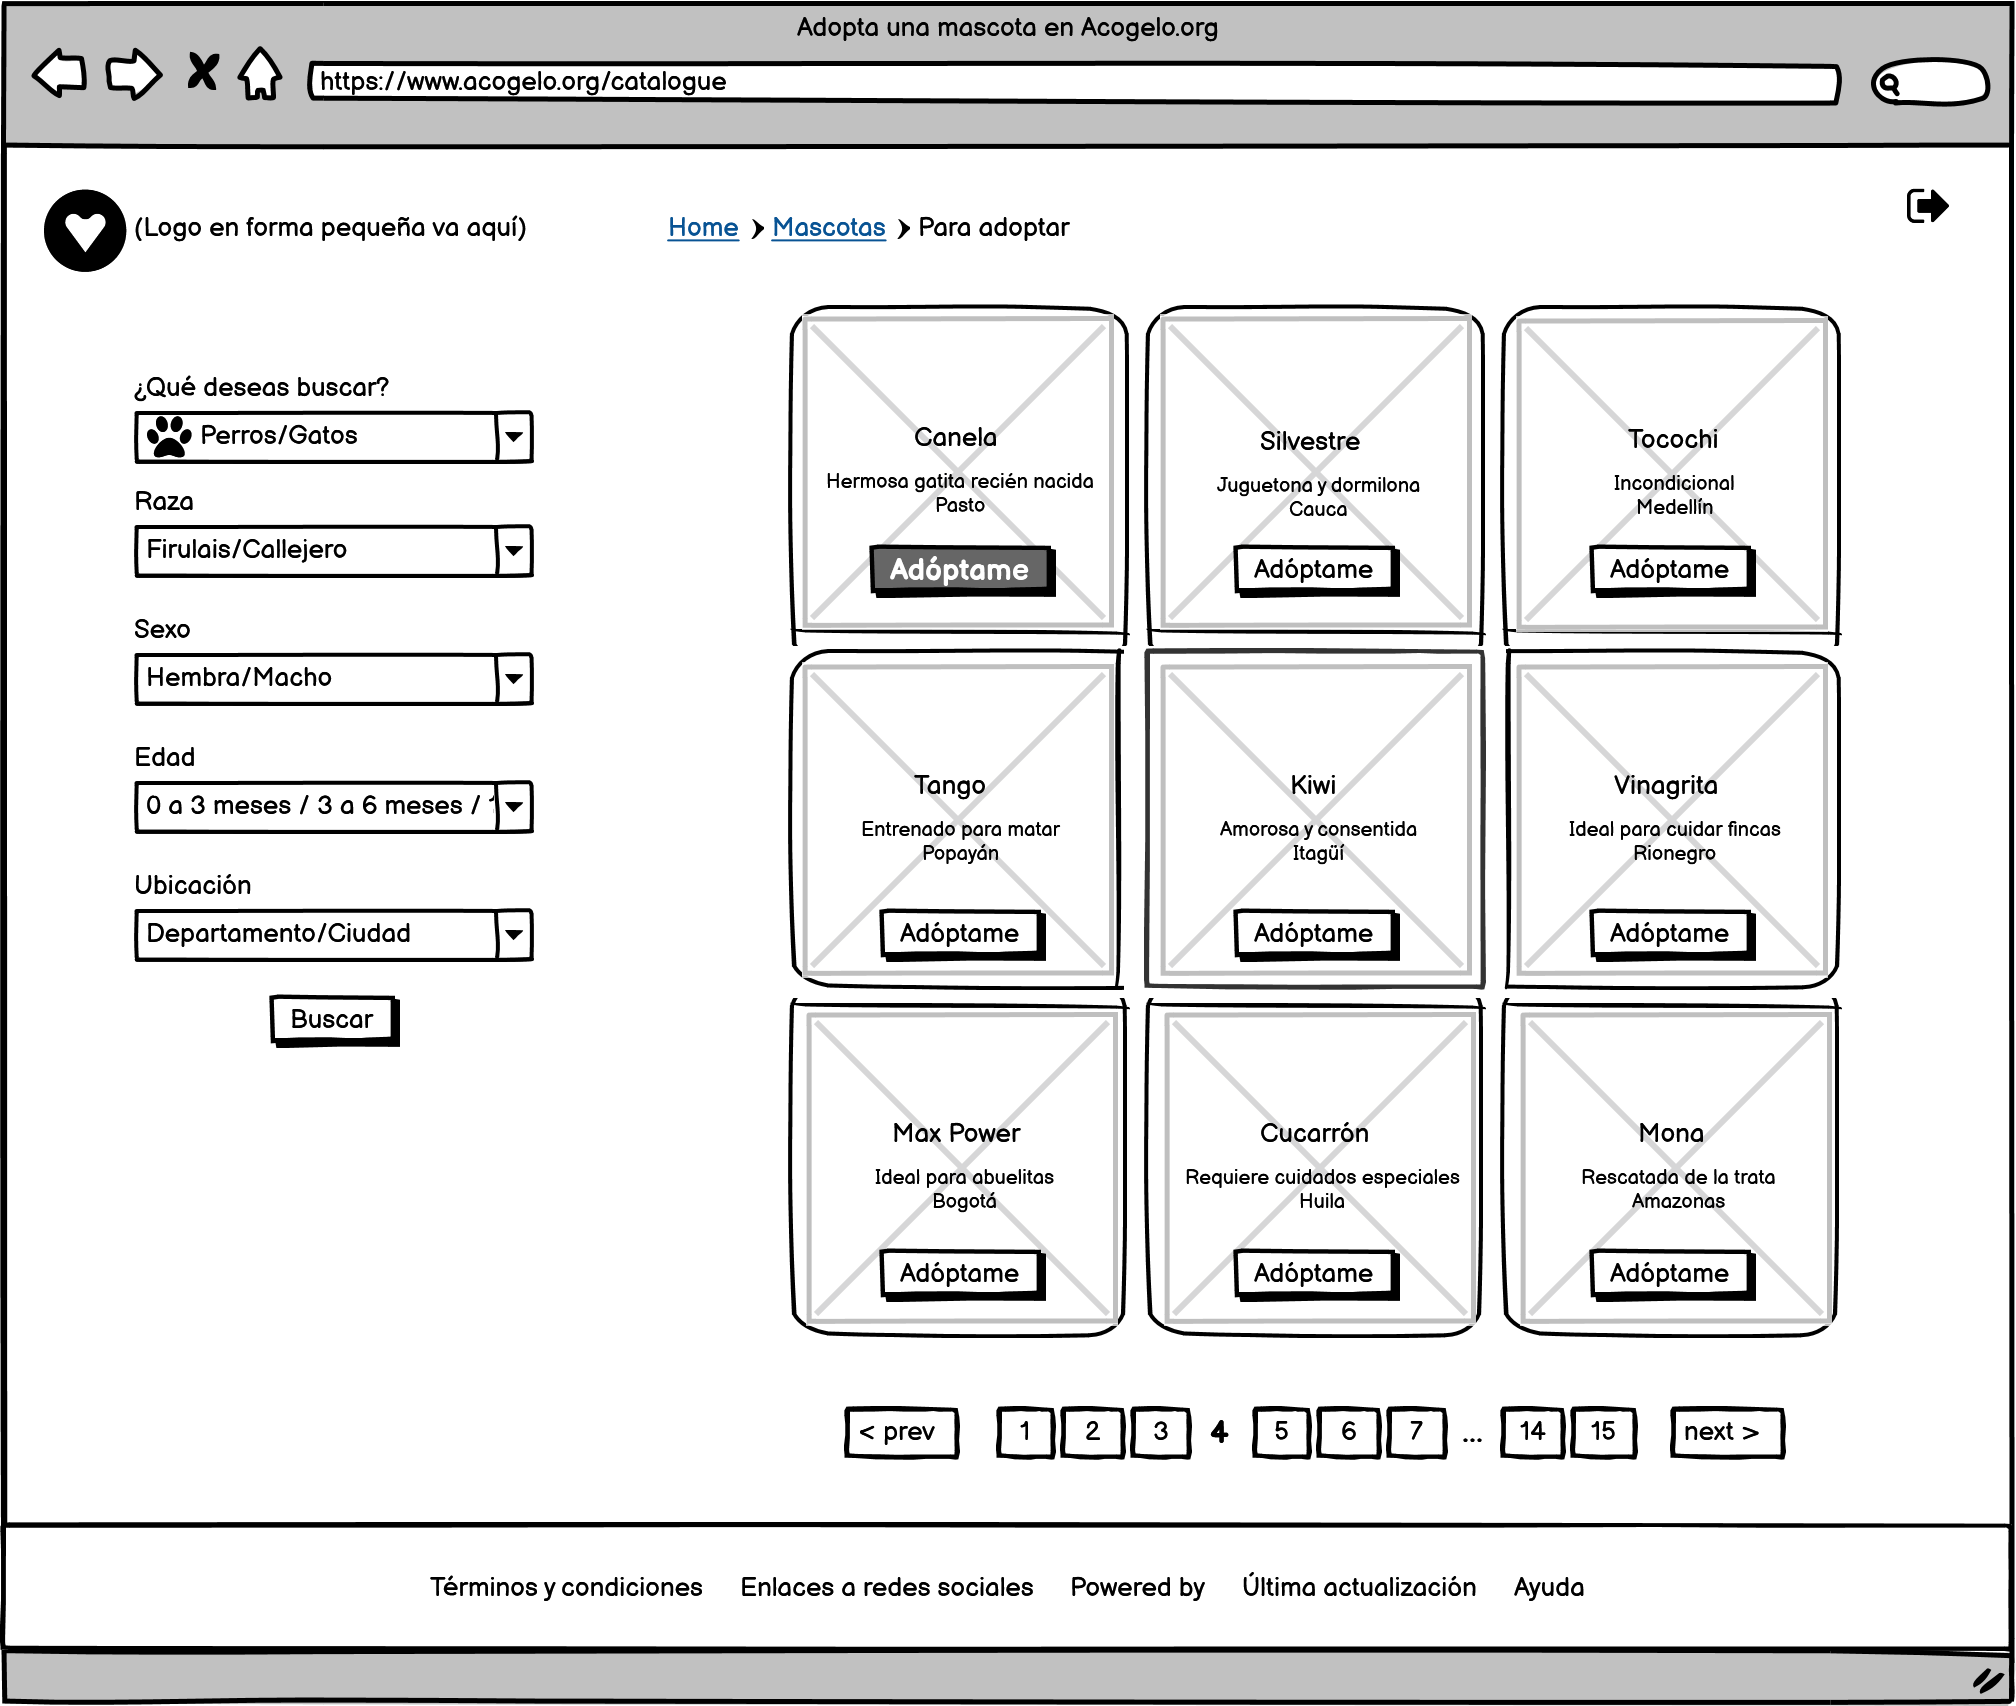 Adopta una mascota en Acogelo.org
https://www.acogelo.org/catalogue
(Logo en forma pequeña va aquí)
Home
Mascotas
Para adoptar
¿Qué deseas buscar?
Perros/Gatos
Raza
Firulais/Callejero
Sexo
Hembra/Macho
Edad
0 a 3 meses / 3 a 6 meses /
Ubicación
Departamento/Ciudad
Buscar
Canela
Hermosa gatita recién nacida
Pasto
Adóptame
Silvestre
Juguetona y dormilona
Cauca
Adóptame
Tocochi
Incondicional
Medellín
Adóptame
Tango
Entrenado para matar
Popayán
Adóptame
Kiwi
Amorosa y consentida
Itagüí
Adóptame
Vinagrita
Ideal para cuidar fincas
Rionegro
Adóptame
Max Power
Ideal para abuelitas
Bogotá
Adóptame
Cucarrón
Requiere cuidados especiales
Huila
Adóptame
Mona
Rescatada de la trata
Amazonas
Adóptame
< prev 1 2 3 4 5 6 7 ... 14 15 next >
Términos y condiciones Enlaces a redes sociales Powered by Última actualización Ayuda